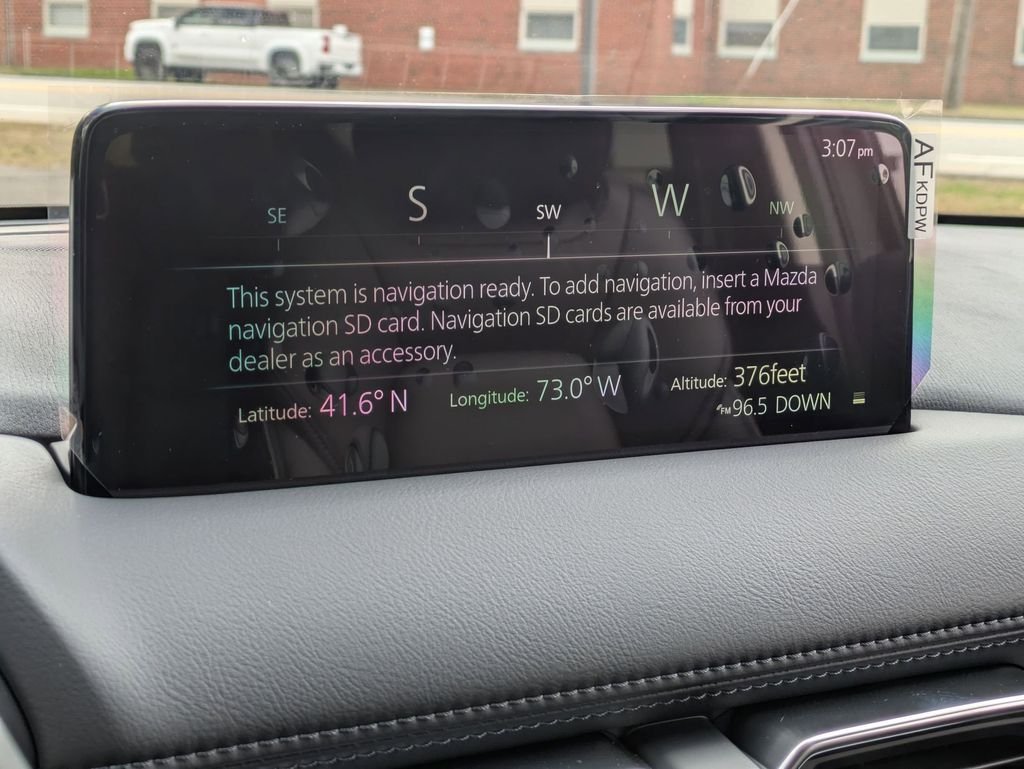 3:07pm
SE S SW W NW
This system is navigation ready. To add navigation, insert a Mazda
navigation SD card. Navigation SD cards are available from your
dealer as an accessory.
Latitude: 41.6° N Longitude: 73.0° W Altitude: 376feet
FM 96.5 DOWN
AF KDPW